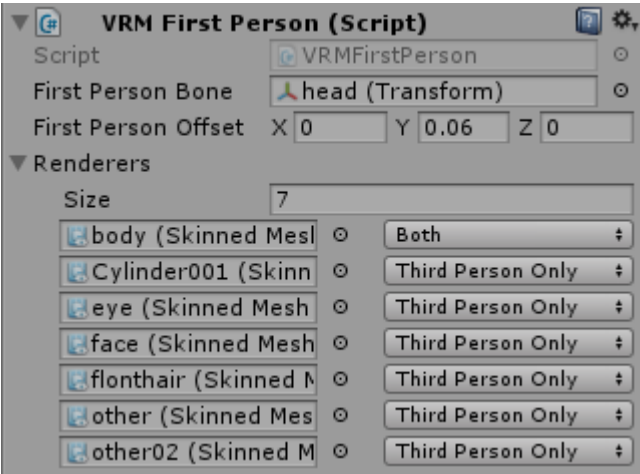 VRM First Person (Script)
Script VRMFirstPerson
First Person Bone head (Transform)
First Person Offset X 0 Y 0.06 Z 0
Renderers
Size 7
body (Skinned Mesl Both
Cylinder001 (Skinn Third Person Only
eye (Skinned Mesh Third Person Only
face (Skinned Mesh Third Person Only
flonthair (Skinned M Third Person Only
other (Skinned Mes Third Person Only
other02 (Skinned M Third Person Only